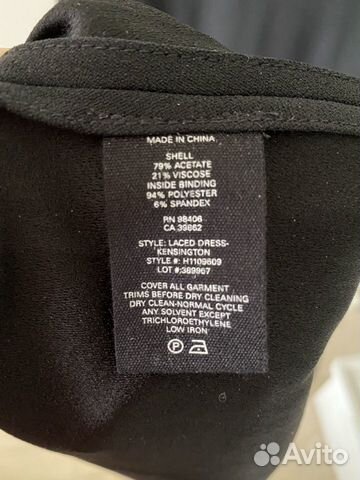 MADE IN CHINA
SHELL
79% ACETATE
21% VISCOSE
INSIDE BINDING
94% POLYESTER
6% SPANDEX
RN 98406
CA 39862
STYLE: LACED DRESS-
KENSINGTON
STYLE #: H1109609
LOT #:389967
COVER ALL GARMENT
TRIMS BEFORE DRY CLEANING
DRY CLEAN-NORMAL CYCLE
ANY SOLVENT EXCEPT
TRICHLOROETHYLENE
LOW IRON
P
Avito